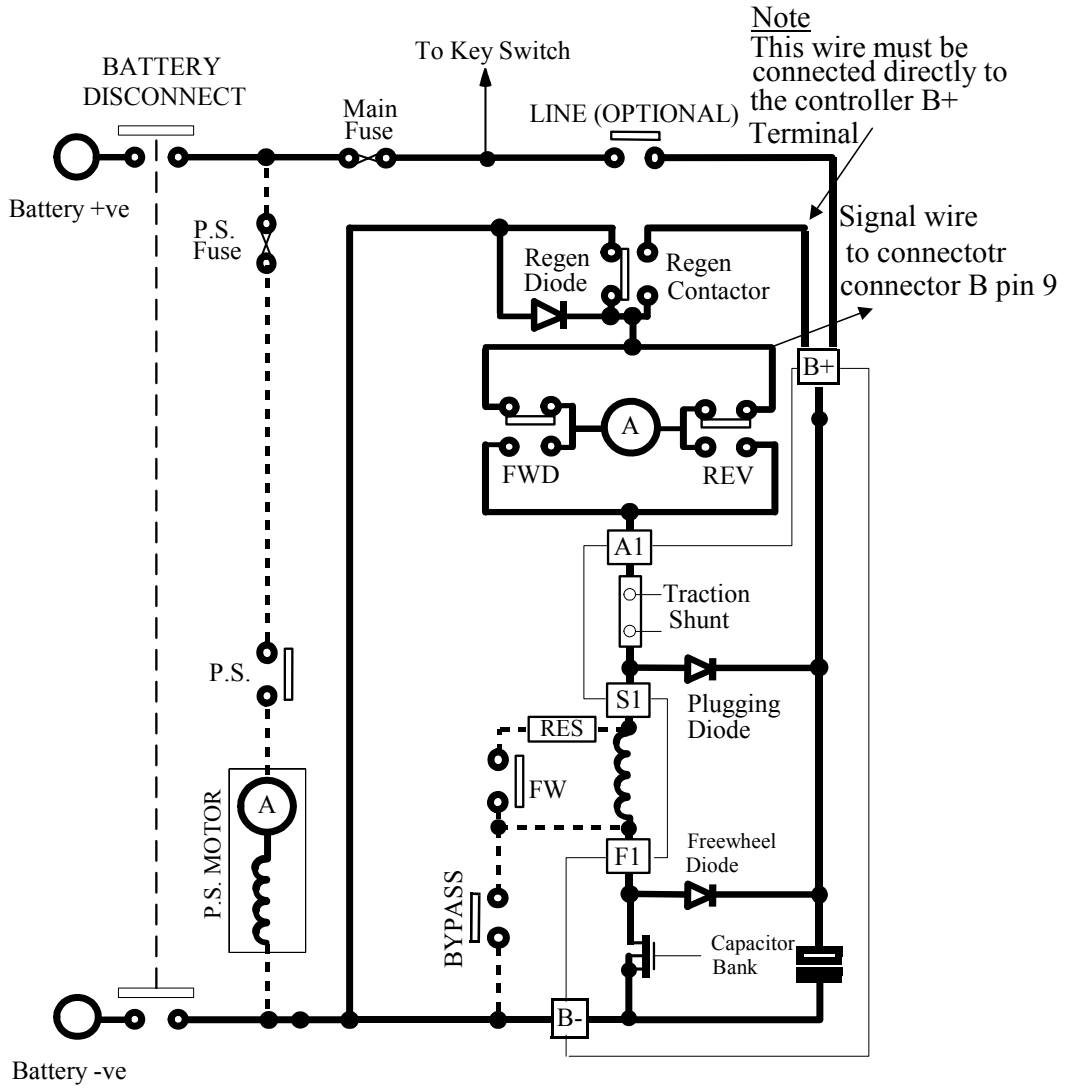 Note
This wire must be
connected directly to
the controller B+
Terminal
To Key Switch
BATTERY
DISCONNECT
Main
Fuse
LINE (OPTIONAL)
Battery +ve
P.S.
Fuse
Regen
Diode
Regen
Contactor
Signal wire
to connectotr
connector B pin 9
B+
A
FWD
REV
A1
Traction
Shunt
P.S.
S1
Plugging
Diode
RES
FW
P.S. MOTOR
A
F1
Freewheel
Diode
BYPASS
Capacitor
Bank
B-
Battery -ve